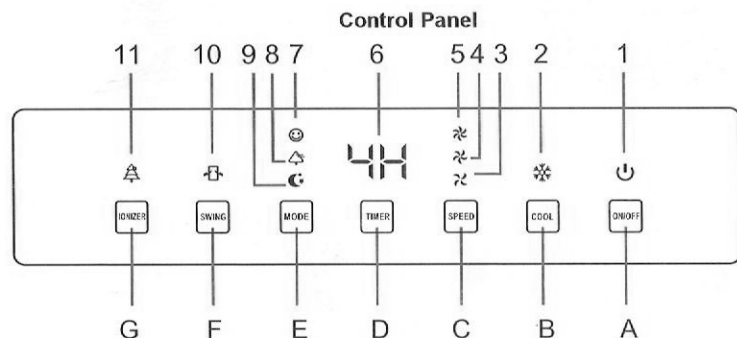 Control Panel
11 10 9 8 7 6 5 4 3 2 1
4H
IONIZER SWING MODE TIMER SPEED COOL ON/OFF
G F E D C B A